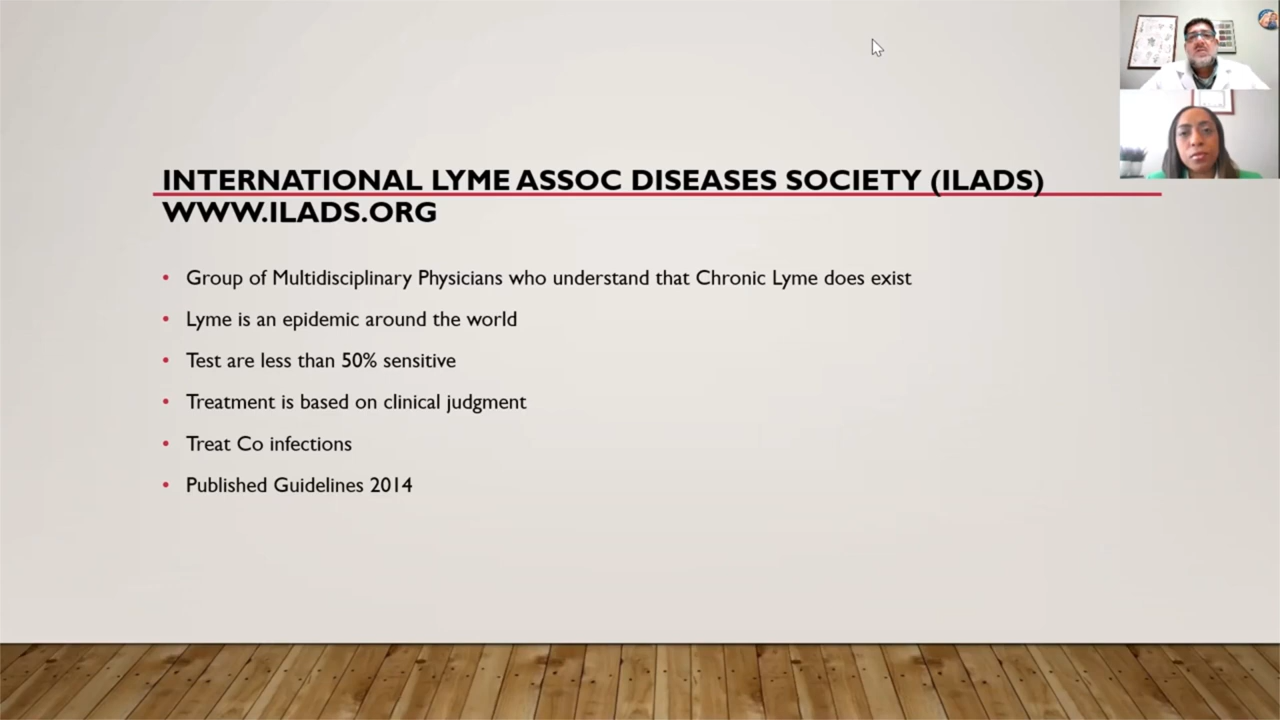 INTERNATIONAL LYME ASSOC DISEASES SOCIETY (ILADS)
WWW.ILADS.ORG
• Group of Multidisciplinary Physicians who understand that Chronic Lyme does exist
• Lyme is an epidemic around the world
• Test are less than 50% sensitive
• Treatment is based on clinical judgment
• Treat Co infections
• Published Guidelines 2014